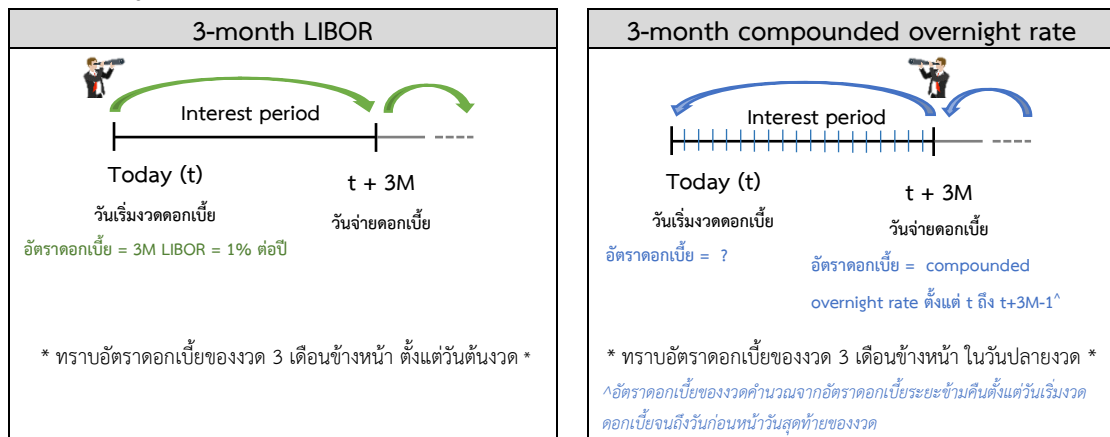 3-month LIBOR
Interest period
Today (t)
t + 3M
วันเริ่มงวดดอกเบี้ย
วันจ่ายดอกเบี้ย
อัตราดอกเบี้ย = 3M LIBOR = 1% ต่อปี
* ทราบอัตราดอกเบี้ยของงวด 3 เดือนข้างหน้า ตั้งแต่วันต้นงวด *
3-month compounded overnight rate
Interest period
Today (t)
t + 3M
วันเริ่มงวดดอกเบี้ย
วันจ่ายดอกเบี้ย
อัตราดอกเบี้ย = ?
อัตราดอกเบี้ย = compounded
overnight rate ตั้งแต่ t ถึง t+3M-1^
* ทราบอัตราดอกเบี้ยของงวด 3 เดือนข้างหน้า ในวันปลายงวด *
^อัตราดอกเบี้ยของงวดคำนวณจากอัตราดอกเบี้ยระยะข้ามคืนตั้งแต่วันเริ่มงวด
ดอกเบี้ยจนถึงวันก่อนหน้าวันสุดท้ายของงวด